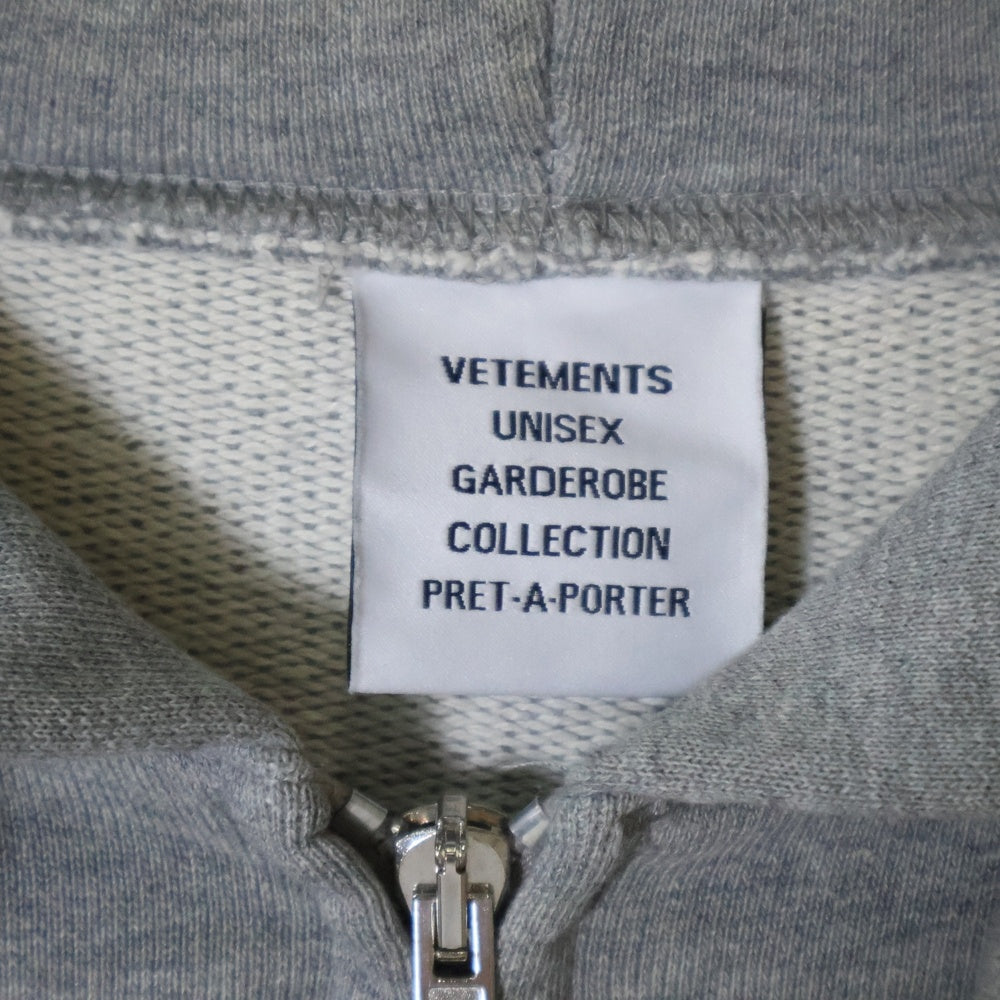 VETEMENTS
UNISEX
GARDEROBE
COLLECTION
PRET-A-PORTER